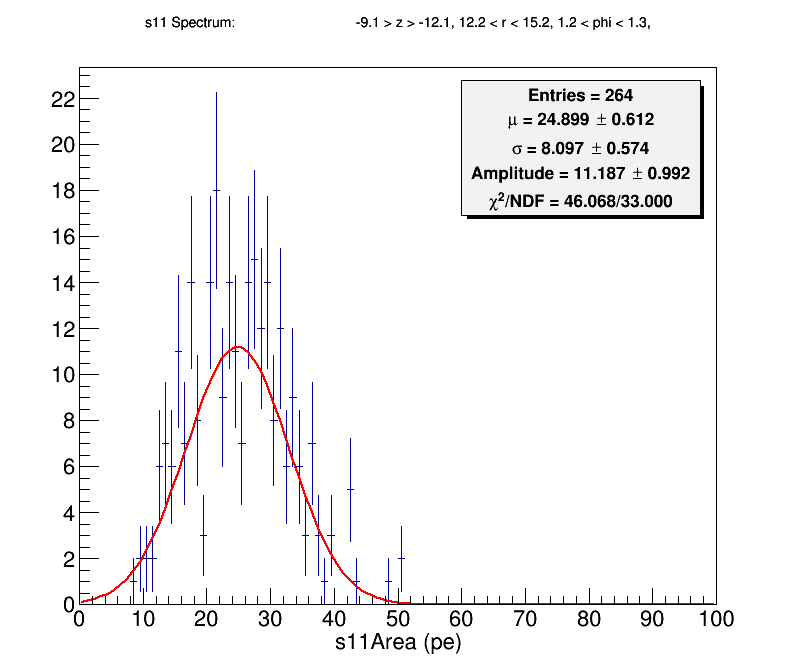 s11 Spectrum: -9.1 > z > -12.1, 12.2 < r < 15.2, 1.2 < phi < 1.3,
Entries = 264
μ = 24.899 ± 0.612
σ = 8.097 ± 0.574
Amplitude = 11.187 ± 0.992
χ²/NDF = 46.068/33.000
22
20
18
16
14
12
10
8
6
4
2
0
0 10 20 30 40 50 60 70 80 90 100
s11Area (pe)